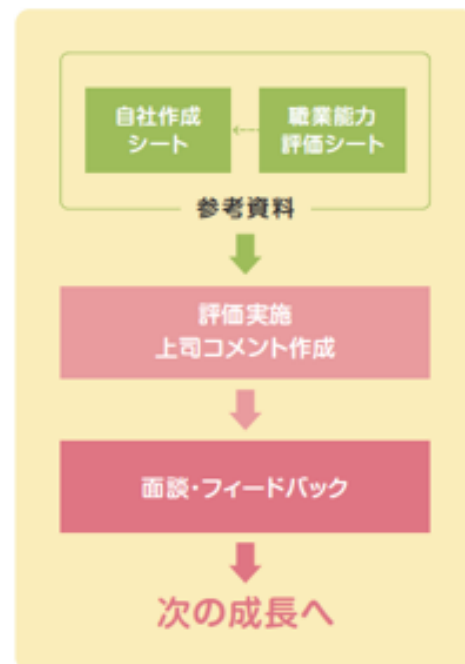 自社作成
シート
職業能力
評価シート
参考資料
評価実施
上司コメント作成
面談・フィードバック
次の成長へ